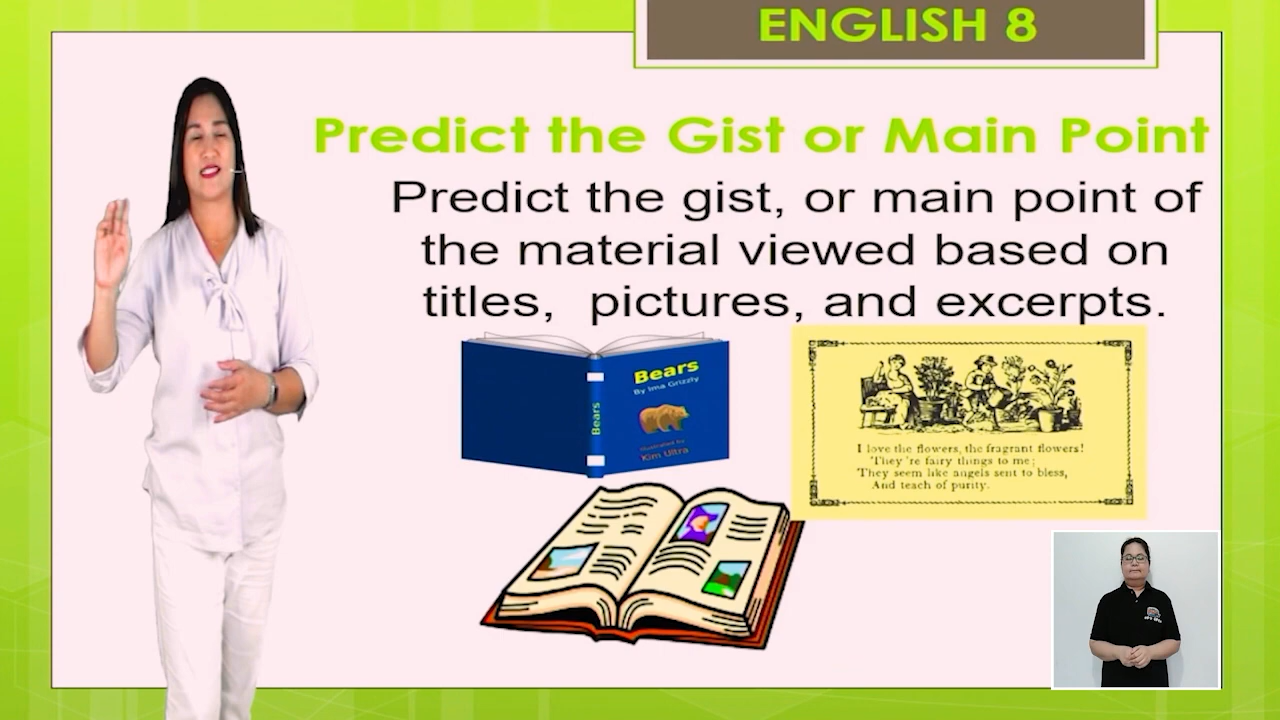 ENGLISH 8
Predict the Gist or Main Point
Predict the gist, or main point of
the material viewed based on
titles, pictures, and excerpts.
Bears
By Ima Grizzly
Bears
Illustrated by
Kim Ultra
I love the flowers, the fragrant flowers!
They're fairy things to me;
They seem like angels sent to bless,
And teach of purity.